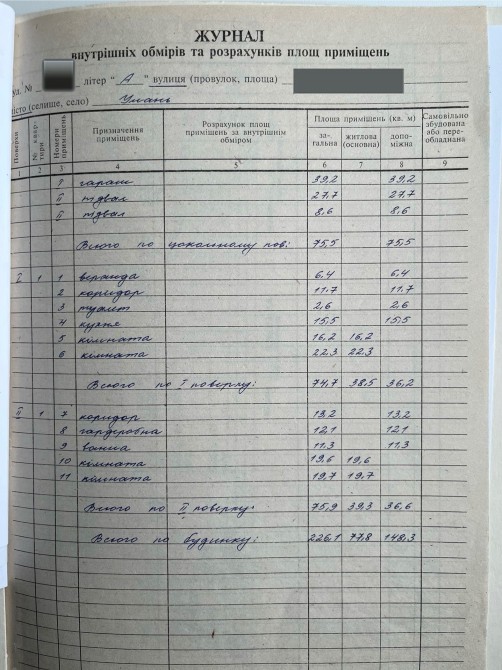 ЖУРНАЛ
внутрішніх обмірів та розрахунків площ приміщень
уд. № літер " А " вулиця (провулок, площа)
істо (селище, село) Умань
Поверхи № квартири Номери приміщень Призначення приміщень Розрахунок площ приміщень за внутрішнім обміром Площа приміщень (кв. м) Самовільно збудована або переобладнана
загальна житлова (основна) допоміжна
1 2 3 4 5 6 7 8 9
I гараж 39,2 39,2
II підвал 27,7 27,7
підвал 8,6 8,6
Всього по цокольному пов: 75,5 75,5
I 1 1 веранда 6,4 6,4
2 коридор 11,7 11,7
3 туалет 2,6 2,6
4 кухня 15,5 15,5
5 кімната 16,2 16,2
6 кімната 22,3 22,3
Всього по I поверху: 74,7 38,5 36,2
II 1 7 коридор 13,2 13,2
8 гардеробна 12,1 12,1
9 ванна 11,3 11,3
10 кімната 19,6 19,6
11 кімната 19,7 19,7
Всього по II поверху: 75,9 39,3 36,6
Всього по будинку: 226,1 77,8 148,3